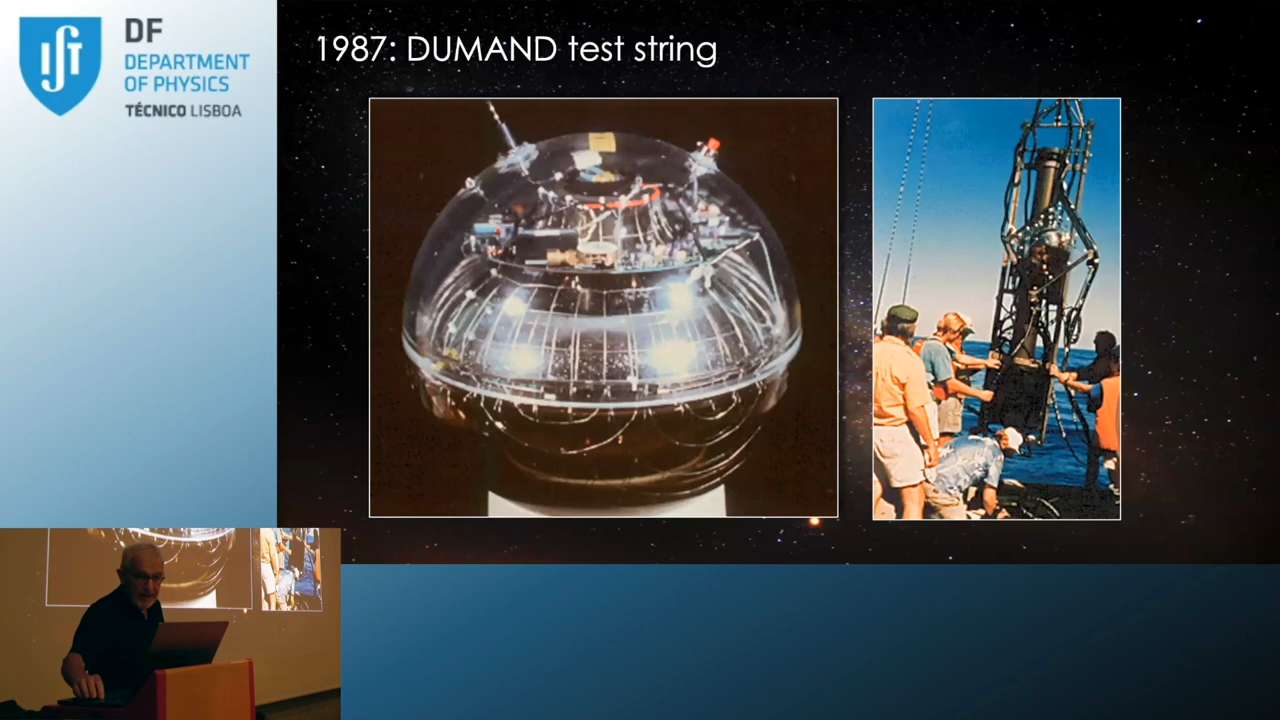 DF
DEPARTMENT
OF PHYSICS
TÉCNICO LISBOA
1987: DUMAND test string